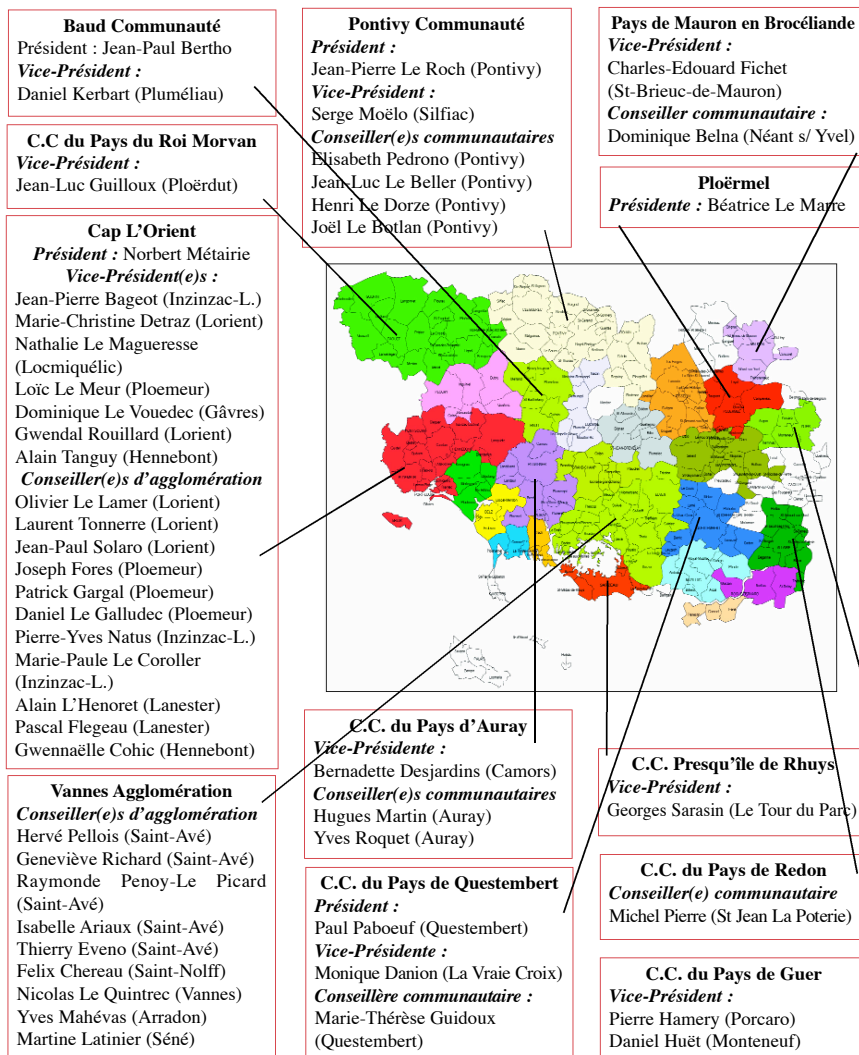 Baud Communauté
Président : Jean-Paul Bertho
Vice-Président :
Daniel Kerbart (Pluméliau)
C.C du Pays du Roi Morvan
Vice-Président :
Jean-Luc Guilloux (Ploërdut)
Cap L'Orient
Président : Norbert Métairie
Vice-Président(e)s :
Jean-Pierre Bageot (Inzinzac-L.)
Marie-Christine Detraz (Lorient)
Nathalie Le Magueresse
(Locmiquélic)
Loïc Le Meur (Ploemeur)
Dominique Le Vouedec (Gâvres)
Gwendal Rouillard (Lorient)
Alain Tanguy (Hennebont)
Conseiller(e)s d'agglomération
Olivier Le Lamer (Lorient)
Laurent Tonnerre (Lorient)
Jean-Paul Solaro (Lorient)
Joseph Fores (Ploemeur)
Patrick Gargal (Ploemeur)
Daniel Le Galludec (Ploemeur)
Pierre-Yves Natus (Inzinzac-L.)
Marie-Paule Le Coroller
(Inzinzac-L.)
Alain L'Henoret (Lanester)
Pascal Flegeau (Lanester)
Gwennaëlle Cohic (Hennebont)
Vannes Agglomération
Conseiller(e)s d'agglomération
Hervé Pellois (Saint-Avé)
Geneviève Richard (Saint-Avé)
Raymonde Penoy-Le Picard
(Saint-Avé)
Isabelle Ariaux (Saint-Avé)
Thierry Eveno (Saint-Avé)
Felix Chereau (Saint-Nolff)
Nicolas Le Quintrec (Vannes)
Yves Mahévas (Arradon)
Martine Latinier (Séné)
Pontivy Communauté
Président :
Jean-Pierre Le Roch (Pontivy)
Vice-Président :
Serge Moëlo (Silfiac)
Conseiller(e)s communautaires
Elisabeth Pedrono (Pontivy)
Jean-Luc Le Beller (Pontivy)
Henri Le Dorze (Pontivy)
Joël Le Botlan (Pontivy)
C.C. du Pays d'Auray
Vice-Présidente :
Bernadette Desjardins (Camors)
Conseiller(e)s communautaires
Hugues Martin (Auray)
Yves Roquet (Auray)
C.C. du Pays de Questembert
Président :
Paul Paboeuf (Questembert)
Vice-Présidente :
Monique Danion (La Vraie Croix)
Conseillère communautaire :
Marie-Thérèse Guidoux
(Questembert)
Pays de Mauron en Brocéliande
Vice-Président :
Charles-Edouard Fichet
(St-Brieuc-de-Mauron)
Conseiller communautaire :
Dominique Belna (Néant s/ Yvel)
Ploërmel
Présidente : Béatrice Le Marre
C.C. Presqu'île de Rhuys
Vice-Président :
Georges Sarasin (Le Tour du Parc)
C.C. du Pays de Redon
Conseiller(e) communautaire
Michel Pierre (St Jean La Poterie)
C.C. du Pays de Guer
Vice-Président :
Pierre Hamery (Porcaro)
Daniel Huët (Monteneuf)